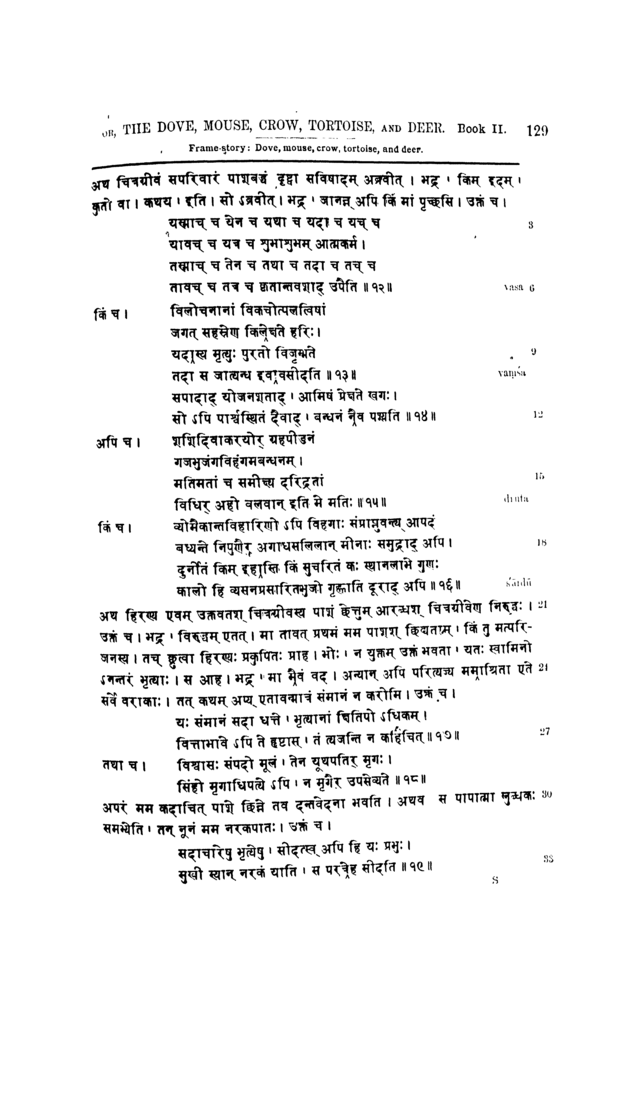 OR, THE DOVE, MOUSE, CROW, TORTOISE, AND DEER. Book II. 129
Frame-story: Dove, mouse, crow, tortoise, and deer.
अथ चित्रग्रीवं सपरिवारं पाशबद्धं दृष्ट्वा सविषादम् अब्रवीत् । भद्र ' किम् इदम् '
कुतो वा । कथय ' इति । सो ऽब्रवीत् । भद्र ' जानन्न् अपि किं मां पृच्छसि । उक्तं च ।
यस्माच् च येन च यथा च यदा च यच् च 3
यावच् च यत्र च शुभाशुभम् आत्मकर्म ।
तस्माच् च तेन च तथा च तदा च तच् च
तावच् च तत्र च कृतान्तवशाद् उपैति ॥ १२॥ vasa 6
किं च । विलोचनानां विकचोत्पलत्विषां
जगत् सहस्रेण किलेचते हरिः ।
यदास्य मृत्युः पुरतो विजृम्भते 9
तदा स जात्यन्ध इवावसीदति ॥ १३॥ vaṃśa
सपादाद् योजनशताद् ' आमिषं प्रेक्षते खगः ।
सो ऽपि पार्श्वस्थितं दैवाद् ' बन्धनं नैव पश्यति ॥ १४॥ 12
अपि च । शशिदिवाकरयोर् ग्रहपीडनं
गजभुजंगविहंगमबन्धनम् ।
मतिमतां च समीक्ष्य दरिद्रतां 15
विधिर् अहो बलवान् इति मे मतिः ॥ १५॥ druta
किं च । व्योमैकान्तविहारिणो ऽपि विहगाः संप्राप्नुवन्त्य् आपदं
बध्यन्ते निपुणैर् अगाधसलिलान् मीनाः समुद्राद् अपि । 18
दुर्नीतं किम् इहास्ति किं सुचरितं कः स्थानलाभे गुणः
कालो हि व्यसनप्रसारितभुजो गृह्णाति दूराद् अपि ॥ १६॥ śārdū
अथ हिरण्य एवम् उक्तवतश् चित्रग्रीवस्य पाशं छेत्तुम् आरब्धश् चित्रग्रीवेण निरुद्धः । 21
उक्तं च । भद्र ' विरुद्धम् एतत् । मा तावत् प्रथमं मम पाशश् छिद्यताम् ' किं तु मत्परि-
जनस्य । तच् छ्रुत्वा हिरण्यः प्रकुपितः प्राह । भोः ' न युक्तम् उक्तं भवता ' यतः स्वामिनो
ऽनन्तरं भृत्याः । स आह । भद्र ' मा मैवं वद । अन्यान् अपि परित्यज्य ममाश्रिता एते 24
सर्वे वराकाः । तत् कथम् अप्य् एतावन्मात्रं संमानं न करोमि । उक्तं च ।
यः संमानं सदा धत्ते ' भृत्यानां क्षितिपो ऽधिकम् ।
वित्ताभावे ऽपि ते हृष्टास् ' तं त्यजन्ति न कर्हिचित् ॥ १७॥ 27
तथा च । विश्वासः संपदो मूलं ' तेन यूथपतिर् मृगः ।
सिंहो मृगाधिपत्ये ऽपि ' न मृगैर् उपसेव्यते ॥ १८॥
अपरं मम कदाचित् पाशे छिन्ने तव दन्तवेदना भवति । अथवा स पापात्मा लुब्धकः 30
समभ्येति ' तन् नूनं मम नरकपातः । उक्तं च ।
सदाचारेषु भृत्येषु ' सीदत्स्व् अपि हि यः प्रभुः ।
सुखी स्यान् नरकं याति ' स परत्रेह सीदति ॥ १९॥ 33
S